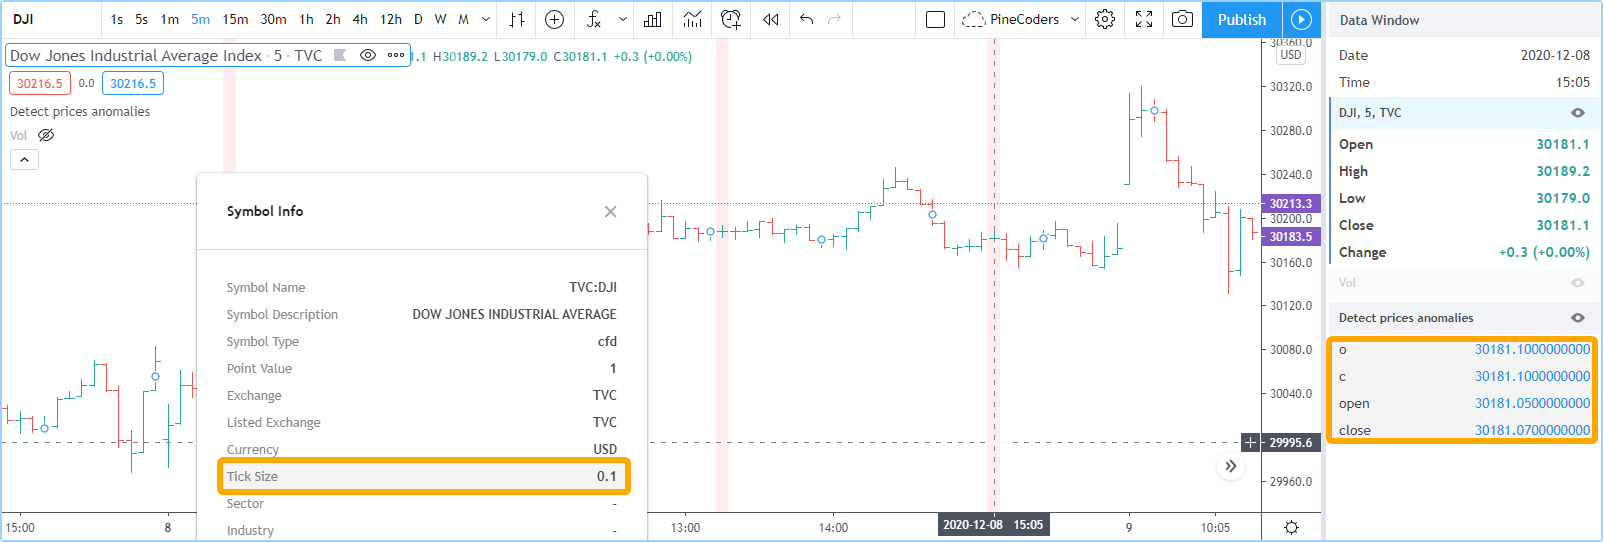 DJI 1s 5s 1m 5m 15m 30m 1h 4h 12h D W M PineCoders Publish
Dow Jones Industrial Average Index · 5 · TVC .1 H30189.2 L30179.0 C30181.1 +0.3 (+0.00%)
30216.5 0.0 30216.5
Detect prices anomalies
Vol
Symbol Info
Symbol Name TVC:DJI
Symbol Description DOW JONES INDUSTRIAL AVERAGE
Symbol Type cfd
Point Value 1
Exchange TVC
Listed Exchange TVC
Currency USD
Tick Size 0.1
Sector -
Industry -
30360.0
USD
30320.0
30280.0
30240.0
30213.3
30200.0
30183.5
30160.0
30120.0
30080.0
30040.0
29995.6
29960.0
15:00 8 13:00 14:00 2020-12-08 15:05 9 10:05
Data Window
Date 2020-12-08
Time 15:05
DJI, 5, TVC
Open 30181.1
High 30189.2
Low 30179.0
Close 30181.1
Change +0.3 (+0.00%)
Vol
Detect prices anomalies
o 30181.1000000000
c 30181.1000000000
open 30181.0500000000
close 30181.0700000000